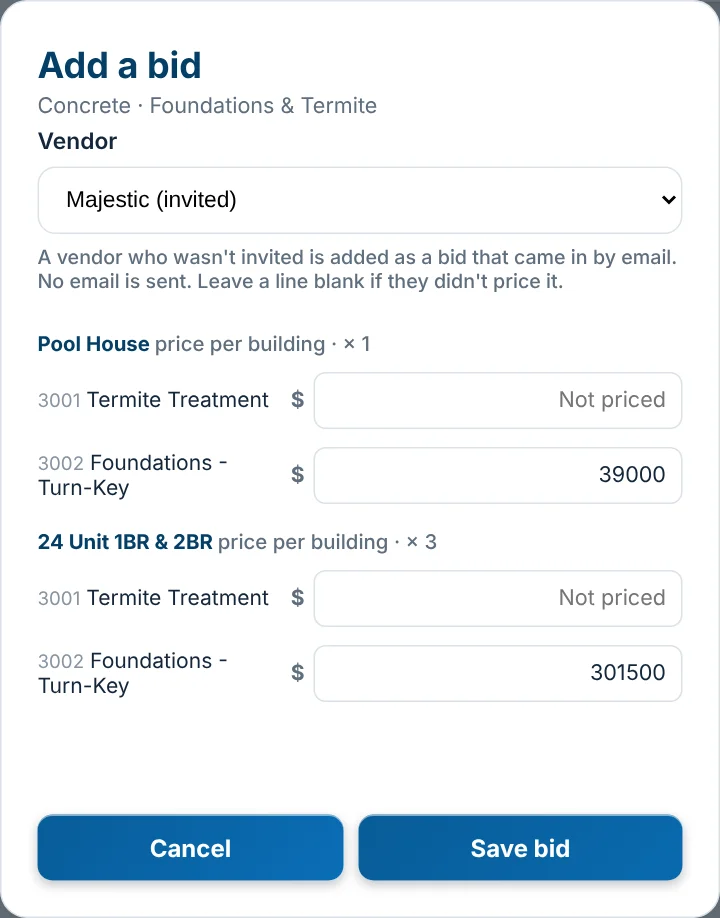 Add a bid
Concrete · Foundations & Termite
Vendor
Majestic (invited)
A vendor who wasn't invited is added as a bid that came in by email.
No email is sent. Leave a line blank if they didn't price it.
Pool House price per building · × 1
3001 Termite Treatment $ Not priced
3002 Foundations -
Turn-Key $ 39000
24 Unit 1BR & 2BR price per building · × 3
3001 Termite Treatment $ Not priced
3002 Foundations -
Turn-Key $ 301500
Cancel Save bid